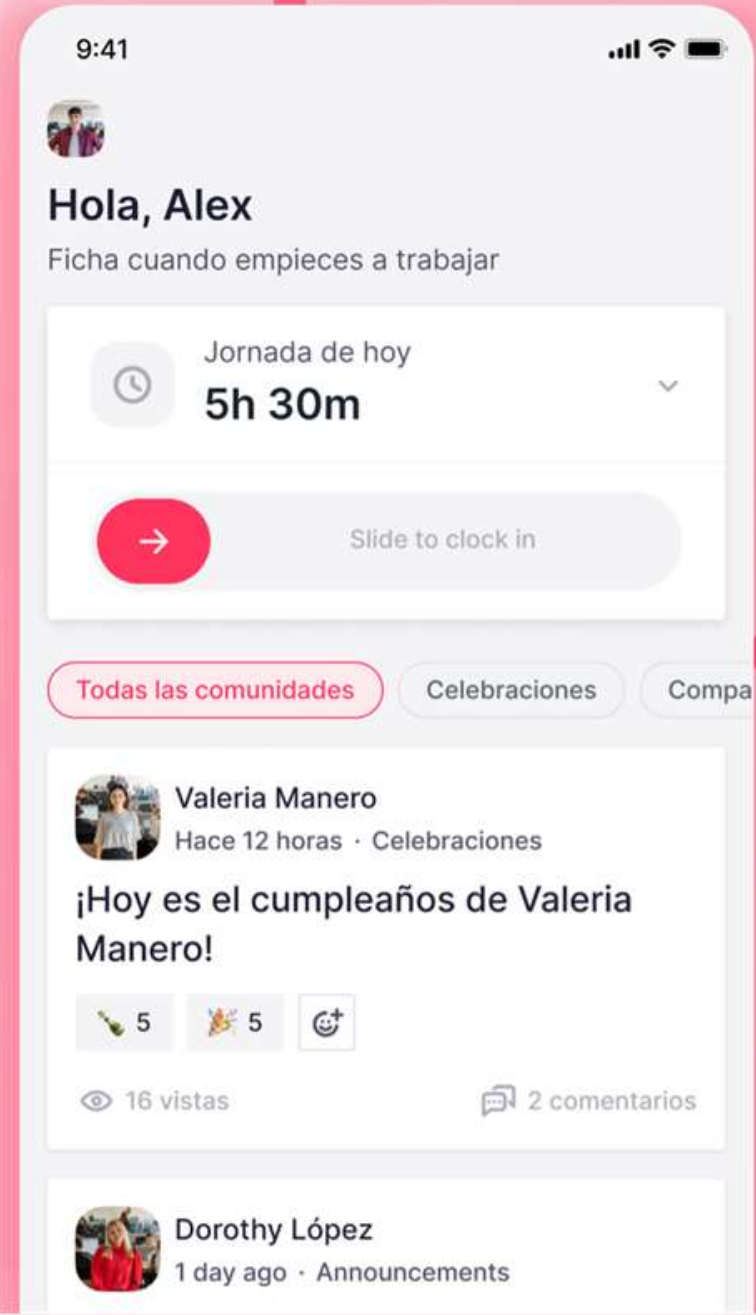 9:41
Hola, Alex
Ficha cuando empieces a trabajar
Jornada de hoy
5h 30m
Slide to clock in
Todas las comunidades
Celebraciones
Compa
Valeria Manero
Hace 12 horas · Celebraciones
¡Hoy es el cumpleaños de Valeria
Manero!
5
5
16 vistas
2 comentarios
Dorothy López
1 day ago · Announcements